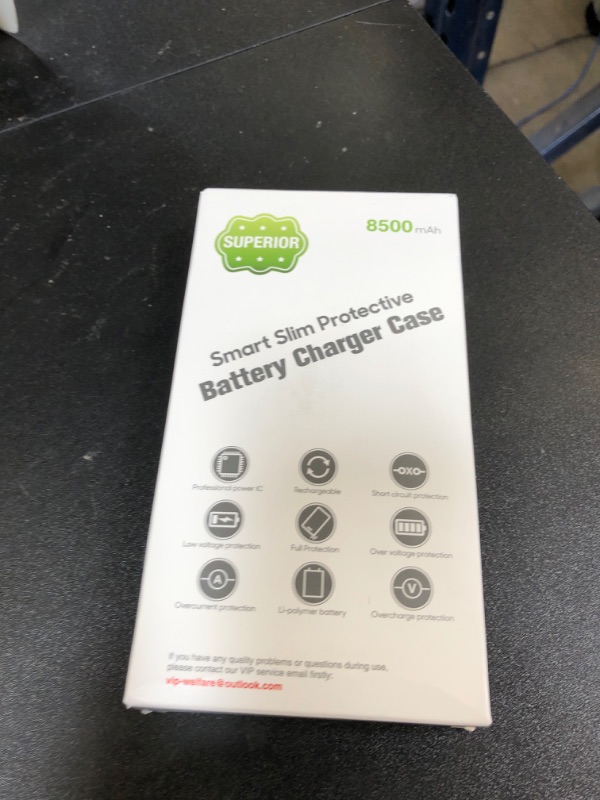 SUPERIOR
8500 mAh
Smart Slim Protective
Battery Charger Case
Professional power IC
Rechargeable
Short circuit protection
Low voltage protection
Full Protection
Over voltage protection
A
V
Overcurrent protection
Li-polymer battery
Overcharge protection
If you have any quality problems or questions during use,
please contact our VIP service email firstly:
vip-welfare@outlook.com